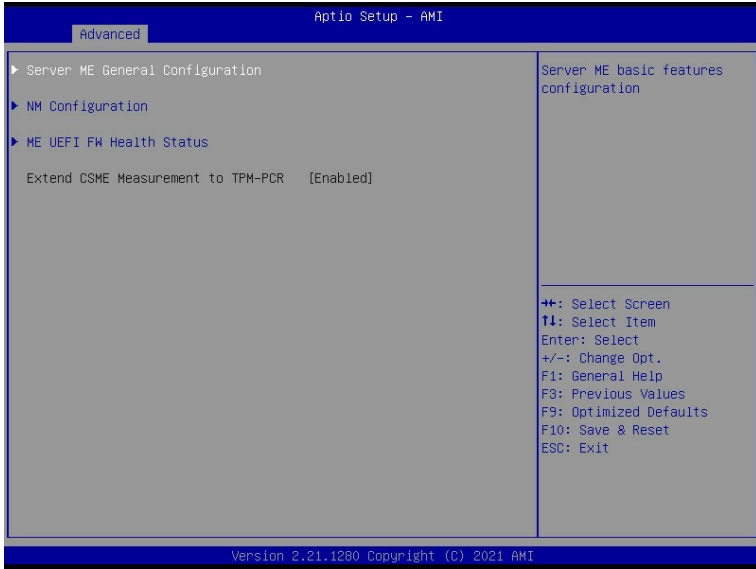 Aptio Setup – AMI
Advanced
▶ Server ME General Configuration
▶ NM Configuration
▶ ME UEFI FW Health Status
Extend CSME Measurement to TPM-PCR [Enabled]
Server ME basic features
configuration
→←: Select Screen
↑↓: Select Item
Enter: Select
+/-: Change Opt.
F1: General Help
F3: Previous Values
F9: Optimized Defaults
F10: Save & Reset
ESC: Exit
Version 2.21.1280 Copyright (C) 2021 AMI